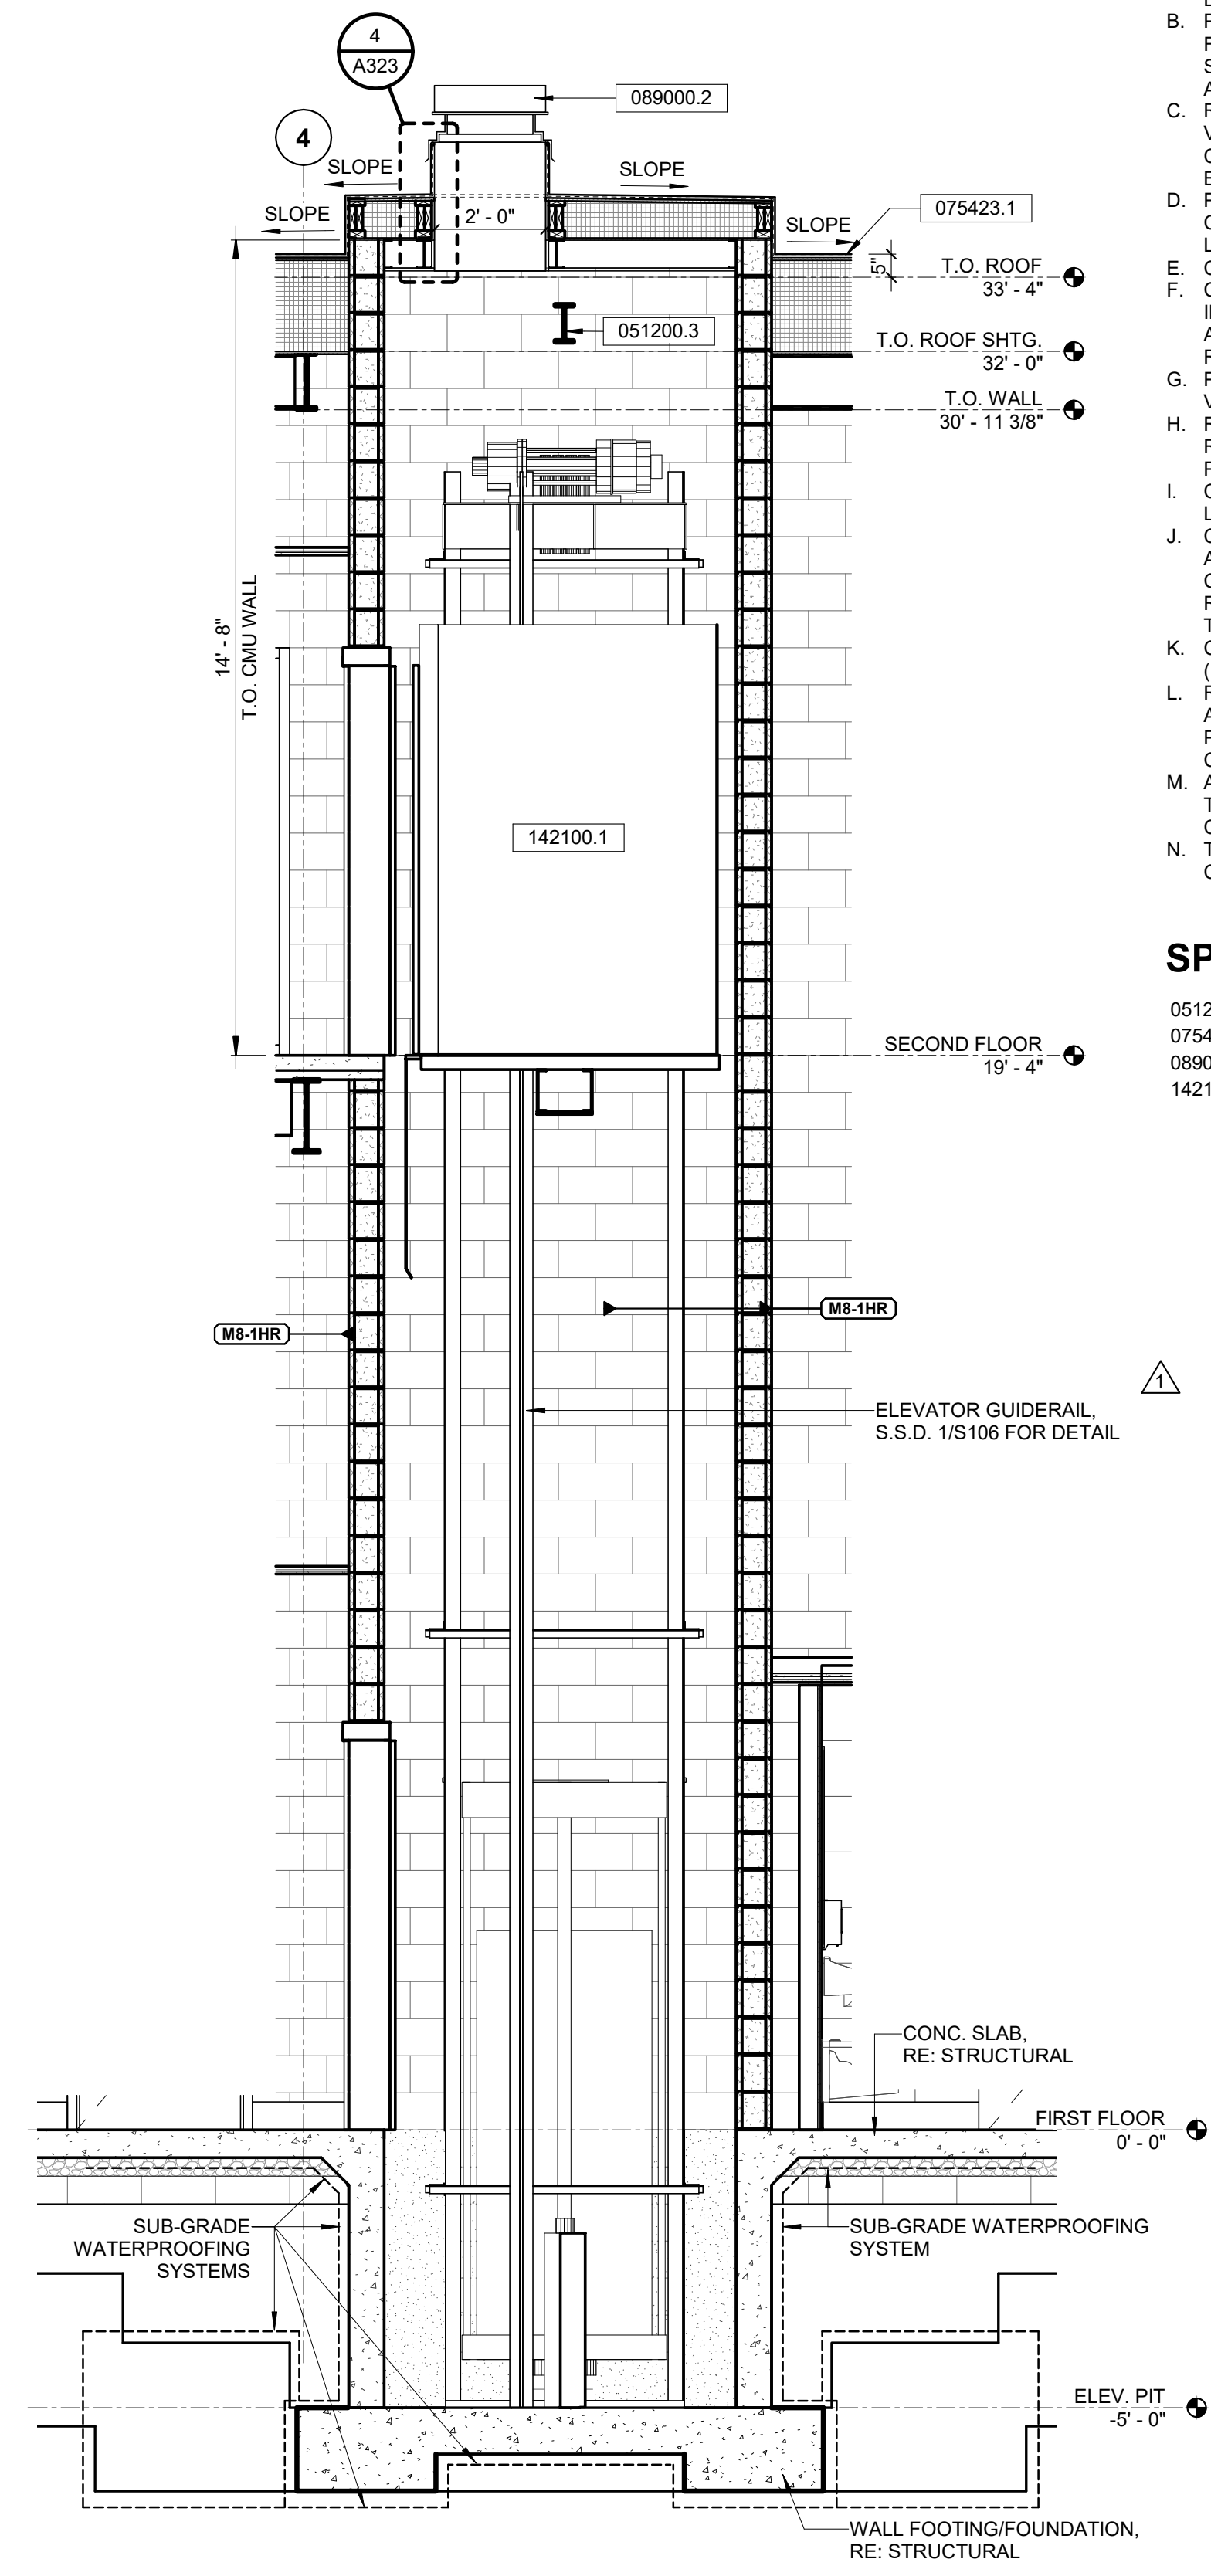 4
A323
089000.2
4
SLOPE
SLOPE
SLOPE
SLOPE
075423.1
2' - 0"
5"
T.O. ROOF
33' - 4"
051200.3
T.O. ROOF SHTG.
32' - 0"
T.O. WALL
30' - 11 3/8"
14' - 8"
T.O. CMU WALL
142100.1
SECOND FLOOR
19' - 4"
M8-1HR
M8-1HR
ELEVATOR GUIDERAIL,
S.S.D. 1/S106 FOR DETAIL
1
CONC. SLAB,
RE: STRUCTURAL
FIRST FLOOR
0' - 0"
SUB-GRADE
WATERPROOFING
SYSTEMS
SUB-GRADE WATERPROOFING
SYSTEM
ELEV. PIT
-5' - 0"
WALL FOOTING/FOUNDATION,
RE: STRUCTURAL
B.
C.
D.
E.
F.
G.
H.
I.
J.
K.
L.
M.
N.
SP
0512
0754
0890
1421